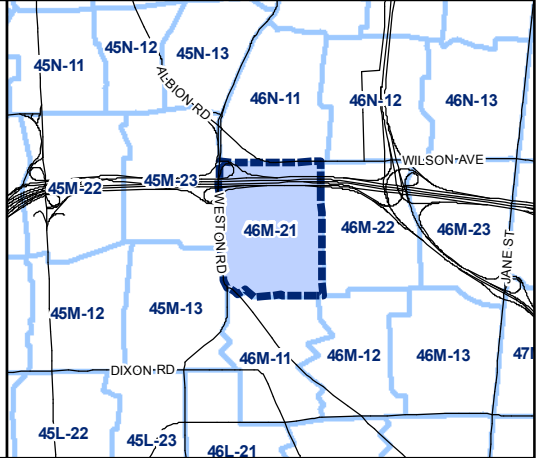 45N-11
45N-12
45N-13
46N-11
46N-12
46N-13
ALBION RD
WILSON AVE
45M-22
45M-23
WESTON RD
46M-21
46M-22
46M-23
JANE ST
45M-12
45M-13
46M-11
46M-12
46M-13
DIXON RD
45L-22
45L-23
46L-21